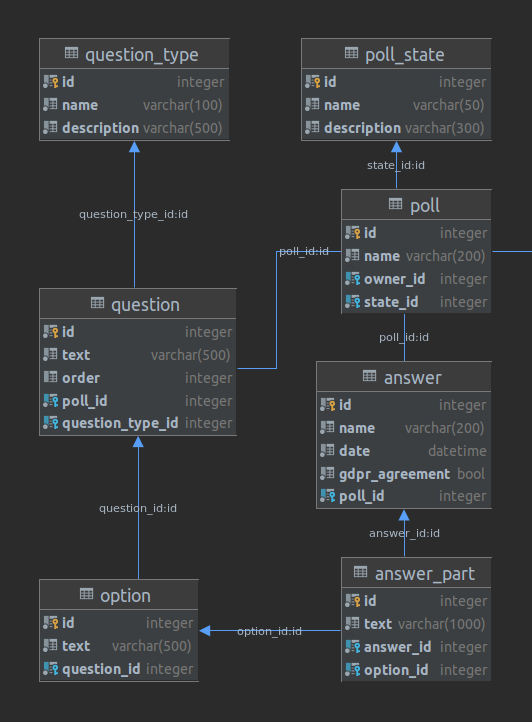 question_type
id integer
name varchar(100)
description varchar(500)
poll_state
id integer
name varchar(50)
description varchar(300)
state_id:id
question_type_id:id
poll
id integer
name varchar(200)
owner_id integer
state_id integer
poll_id:id
question
id integer
text varchar(500)
order integer
poll_id integer
question_type_id integer
poll_id:id
answer
id integer
name varchar(200)
date datetime
gdpr_agreement bool
poll_id integer
question_id:id
answer_id:id
option
id integer
text varchar(500)
question_id integer
option_id:id
answer_part
id integer
text varchar(1000)
answer_id integer
option_id integer